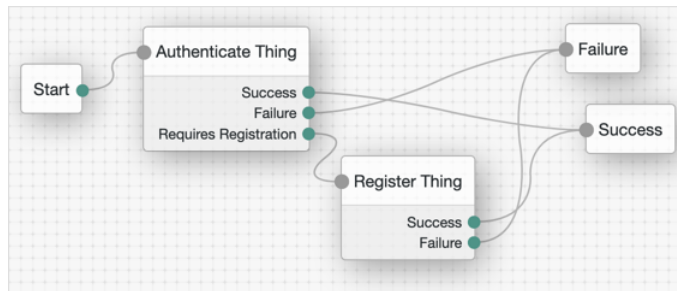 Start
Authenticate Thing
Success
Failure
Requires Registration
Register Thing
Success
Failure
Failure
Success